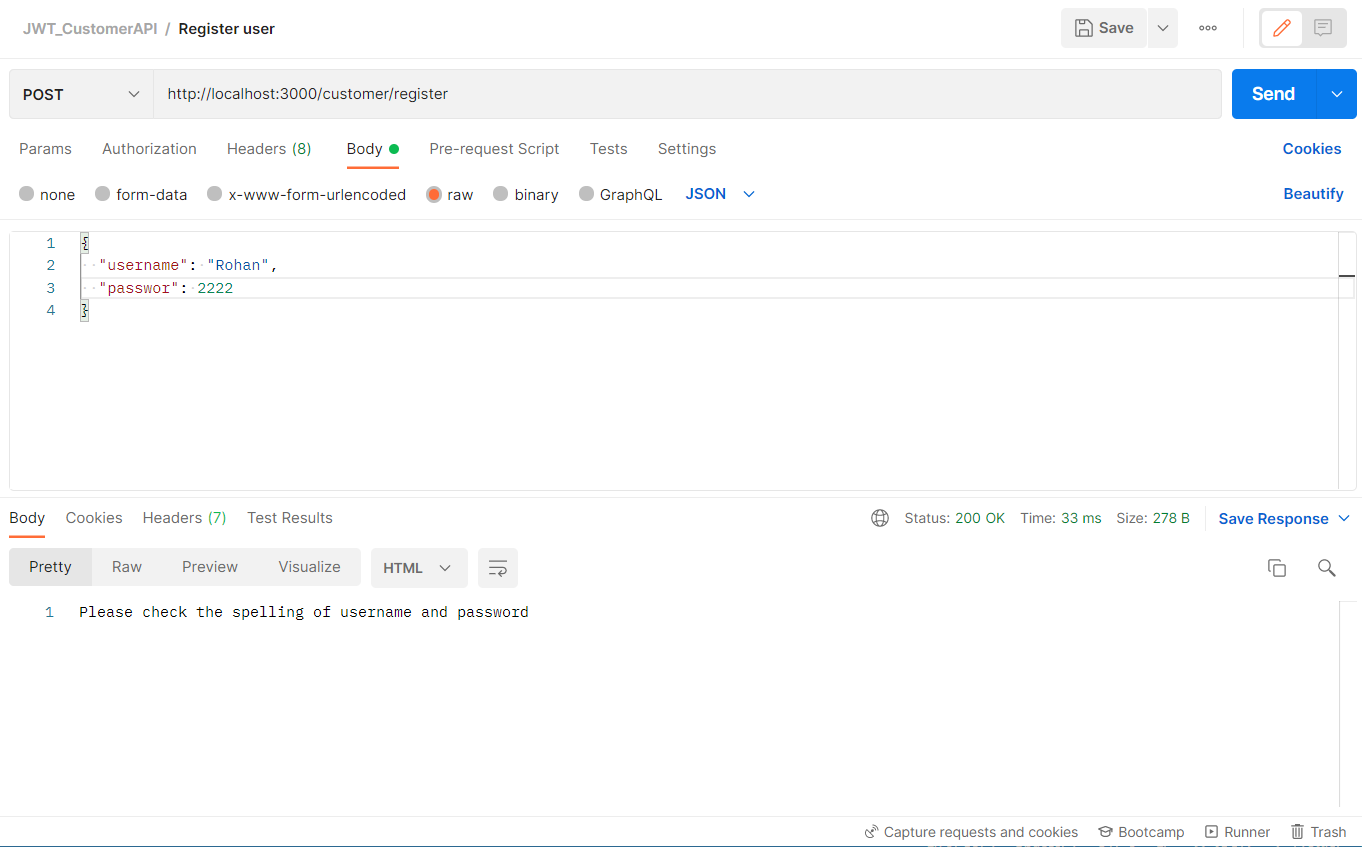 JWT_CustomerAPI / Register user
Save
POST
http://localhost:3000/customer/register
Send
Params Authorization Headers (8) Body Pre-request Script Tests Settings Cookies
none form-data x-www-form-urlencoded raw binary GraphQL JSON Beautify
1 {
2 "username": "Rohan",
3 "passwor": 2222
4 }
Body Cookies Headers (7) Test Results Status: 200 OK Time: 33 ms Size: 278 B Save Response
Pretty Raw Preview Visualize HTML
1 Please check the spelling of username and password
Capture requests and cookies Bootcamp Runner Trash